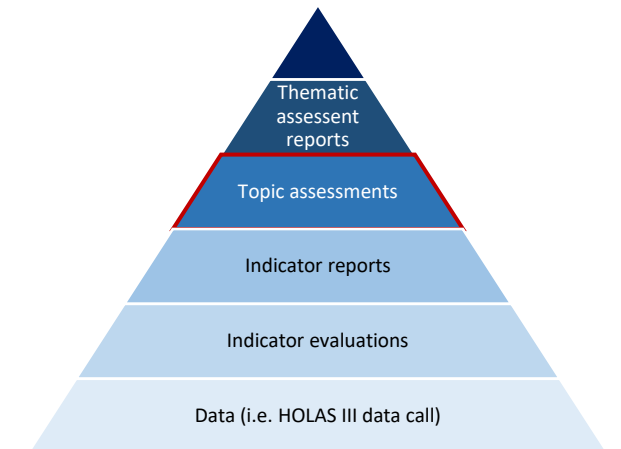 Thematic
assessent
reports
Topic assessments
Indicator reports
Indicator evaluations
Data (i.e. HOLAS III data call)